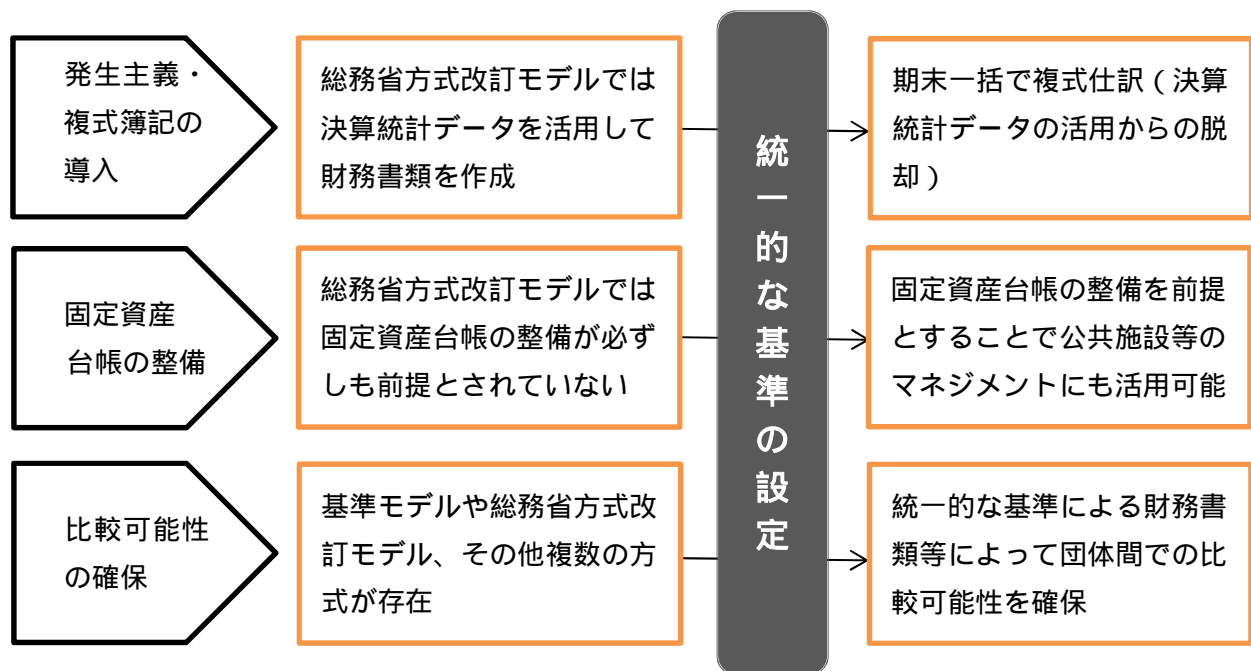 発生主義・
複式簿記の
導入
総務省方式改訂モデルでは
決算統計データを活用して
財務書類を作成
期末一括で複式仕訳（決算
統計データの活用からの脱
却）
固定資産
台帳の整備
総務省方式改訂モデルでは
固定資産台帳の整備が必ず
しも前提とされていない
固定資産台帳の整備を前提
とすることで公共施設等の
マネジメントにも活用可能
比較可能性
の確保
基準モデルや総務省方式改
訂モデル、その他複数の方
式が存在
統一的な基準による財務書
類等によって団体間での比
較可能性を確保
統一的な基準の設定